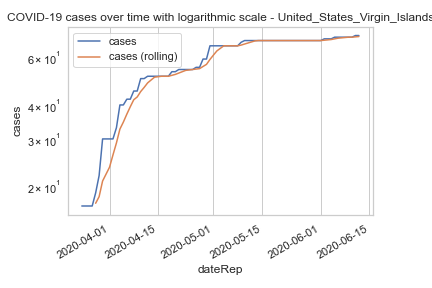 COVID-19 cases over time with logarithmic scale - United_States_Virgin_Islands
cases
cases (rolling)
cases
6 × 10¹
4 × 10¹
3 × 10¹
2 × 10¹
2020-04-01
2020-04-15
2020-05-01
2020-05-15
2020-06-01
2020-06-15
dateRep